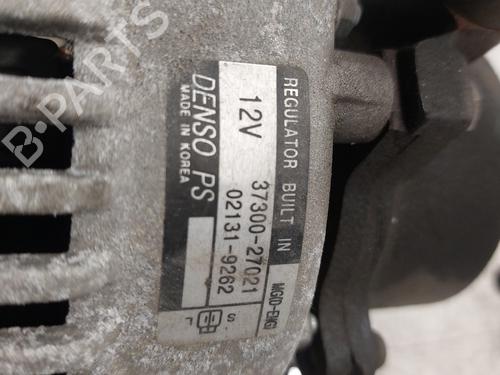 REGULATOR BUILT IN
12V 37300-27021
02131-9262
DENSO PS
MADE IN KOREA
S.
L
B-PARTS